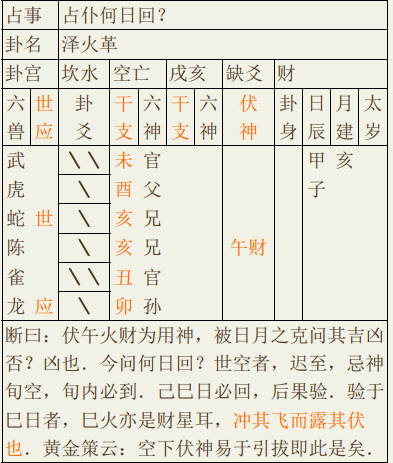 占事 占仆何日回？
卦名 泽火革
卦宫 坎水 空亡 戌亥 缺爻 财
六兽 世应 卦爻 干支 六神 干支 六神 伏神 卦身 日辰 月建 太岁
武 \\ 未 官 甲 亥
虎 \ 酉 父 子
蛇 世 \ 亥 兄
陈 \ 亥 兄 午财
雀 \\ 丑 官
龙 应 \ 卯 孙
断曰：伏午火财为用神，被日月之克问其吉凶
否？凶也．今问何日回？世空者，迟至，忌神
旬空，旬内必到．己巳日必回，后果验．验于
巳日者，巳火亦是财星耳，冲其飞而露其伏
也．黄金策云：空下伏神易于引拔即此是矣．